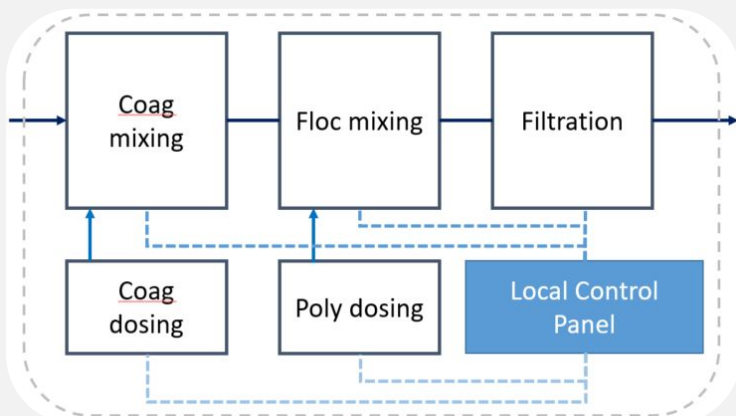 Coag
mixing
Floc mixing
Filtration
Coag
dosing
Poly dosing
Local Control
Panel